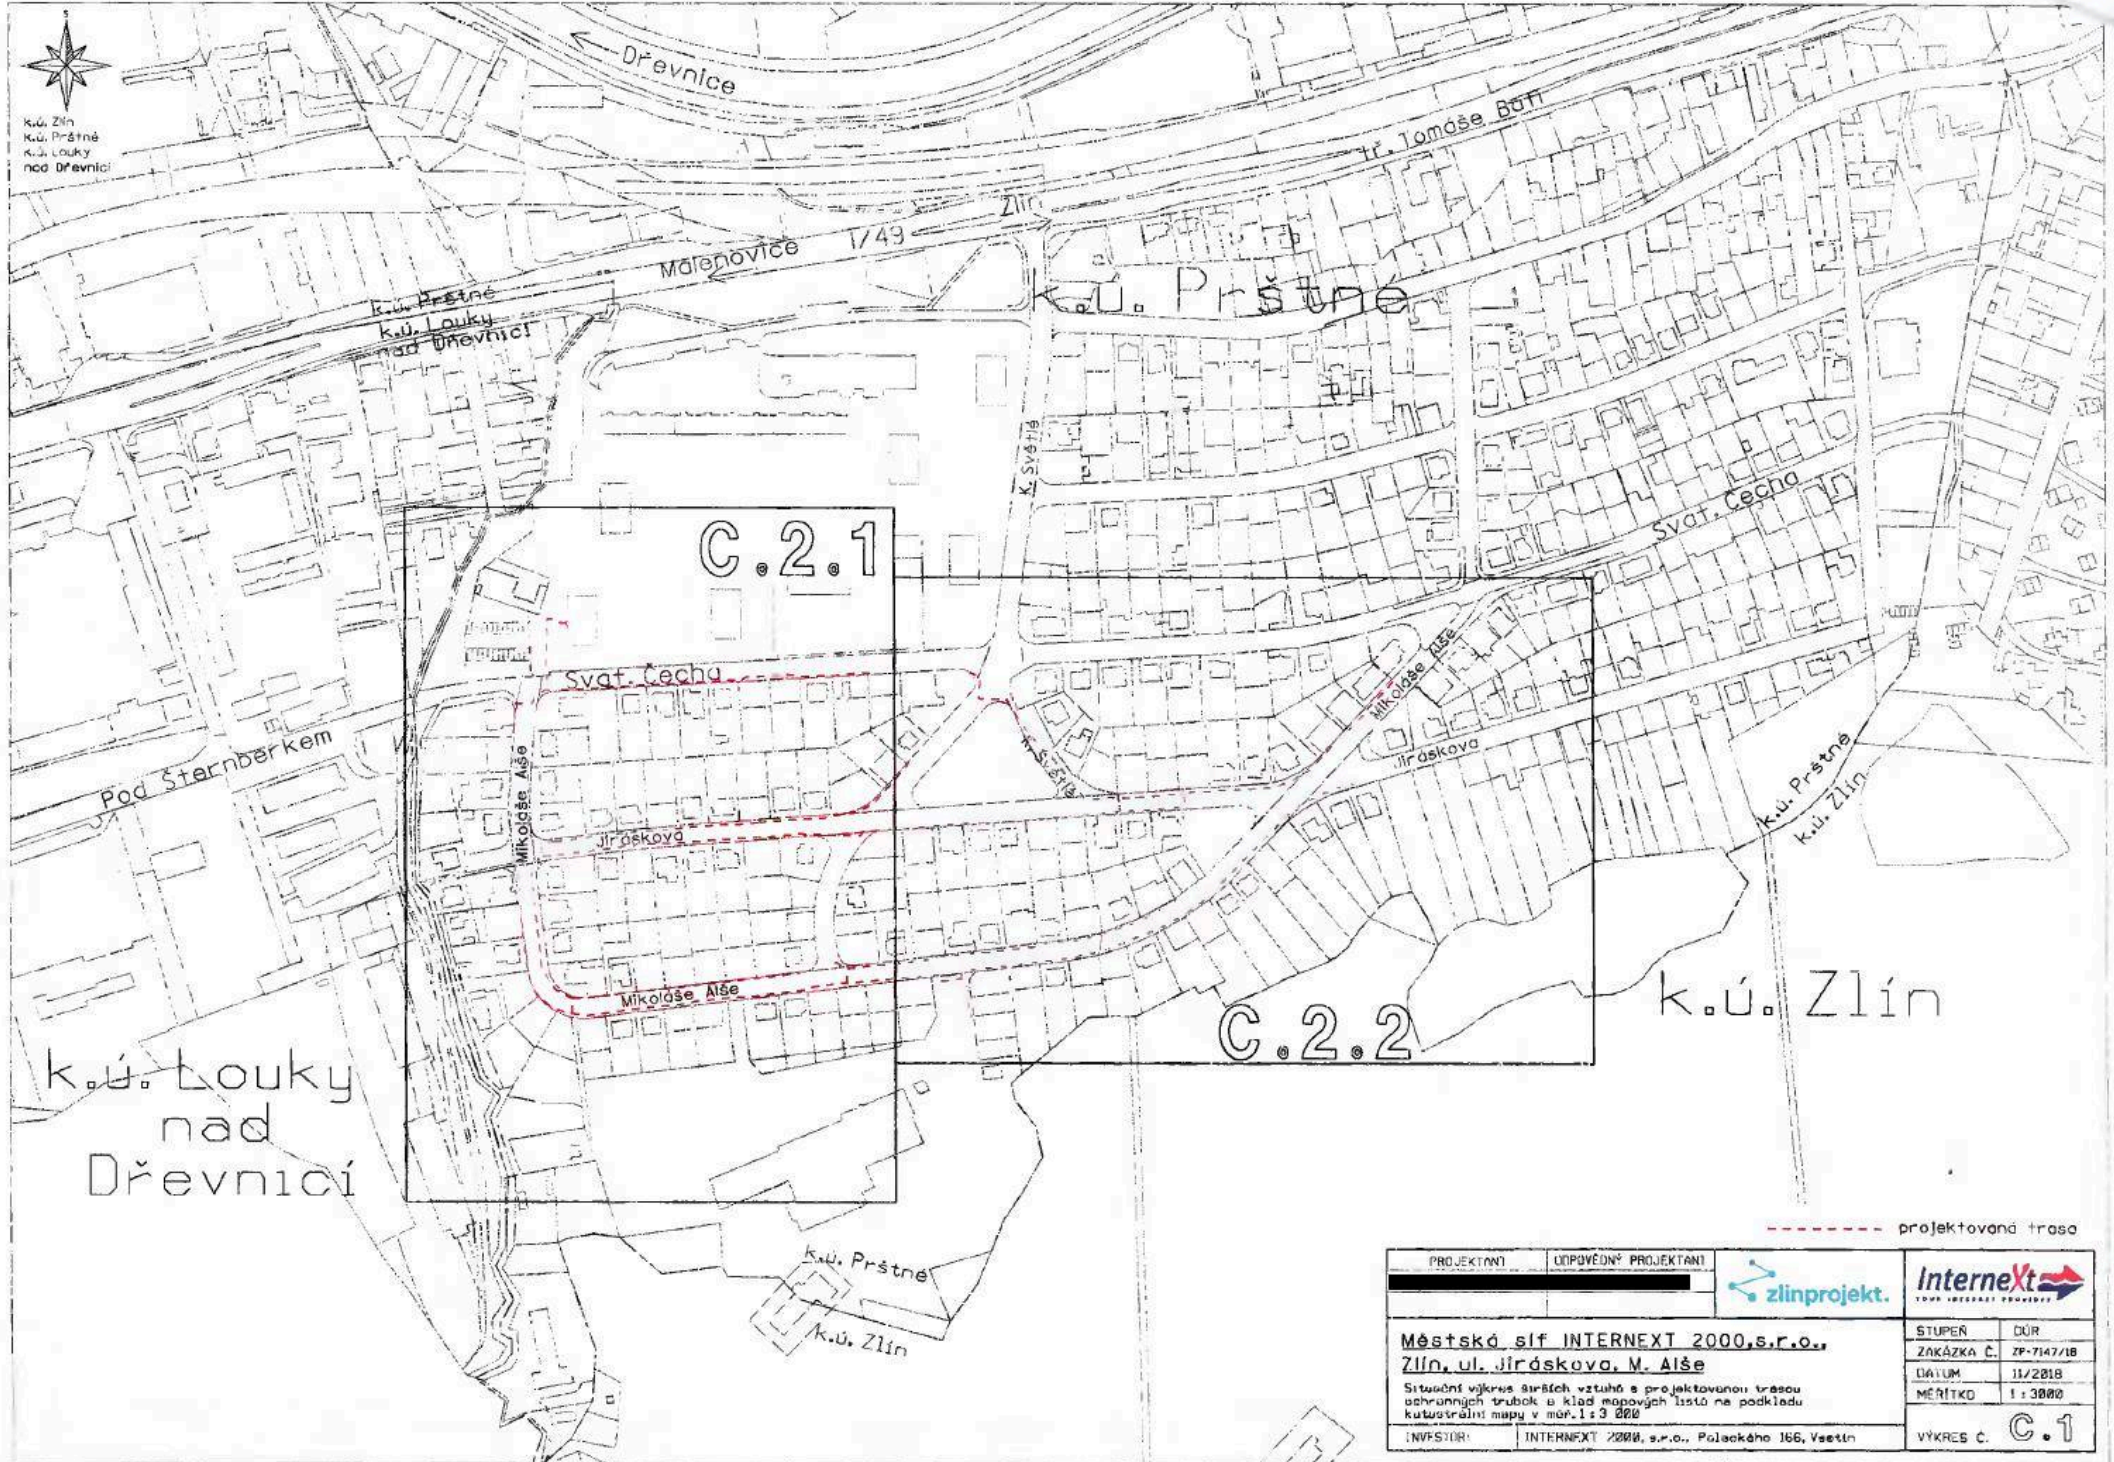 S
k.ú. Zlín
k.ú. Prštné
k.ú. Louky
nad Dřevnicí
Dřevnice
tř. Tomáše Bati
Zlín
I/49
Malenovice
k.ú. Prštné
k.ú. Louky
nad Dřevnicí
k.ú. Prštné
K. Světlé
Svat. Čecha
C.2.1
Svat. Čecha
Mikoláše Alše
Mikoláše Alše
K. Světlé
Jiráskova
Pod Šternberkem
Mikoláše Alše
Jiráskova
k.ú. Prštné
k.ú. Zlín
Mikoláše Alše
C.2.2
k.ú. Zlín
k.ú. Louky
nad
Dřevnicí
k.ú. Prštné
k.ú. Zlín
projektovaná trasa
PROJEKTANT
ODPOVĚDNÝ PROJEKTANT
zlinprojekt.
InterneXt
YOUR INTERNET PROVIDER
Městská síť INTERNEXT 2000,s.r.o.,
Zlín, ul. Jiráskova, M. Alše
Situační výkres širších vztahů s projektovanou trasou
ochranných trubek a klad mapových listů na podkladu
katastrální mapy v měř. 1:3 000
INVESTOR: INTERNEXT 2000, s.r.o., Palackého 166, Vsetín
STUPEŇ DÚR
ZAKÁZKA Č. ZP-7147/18
DATUM 11/2018
MĚŘÍTKO 1:3000
VÝKRES Č. C.1